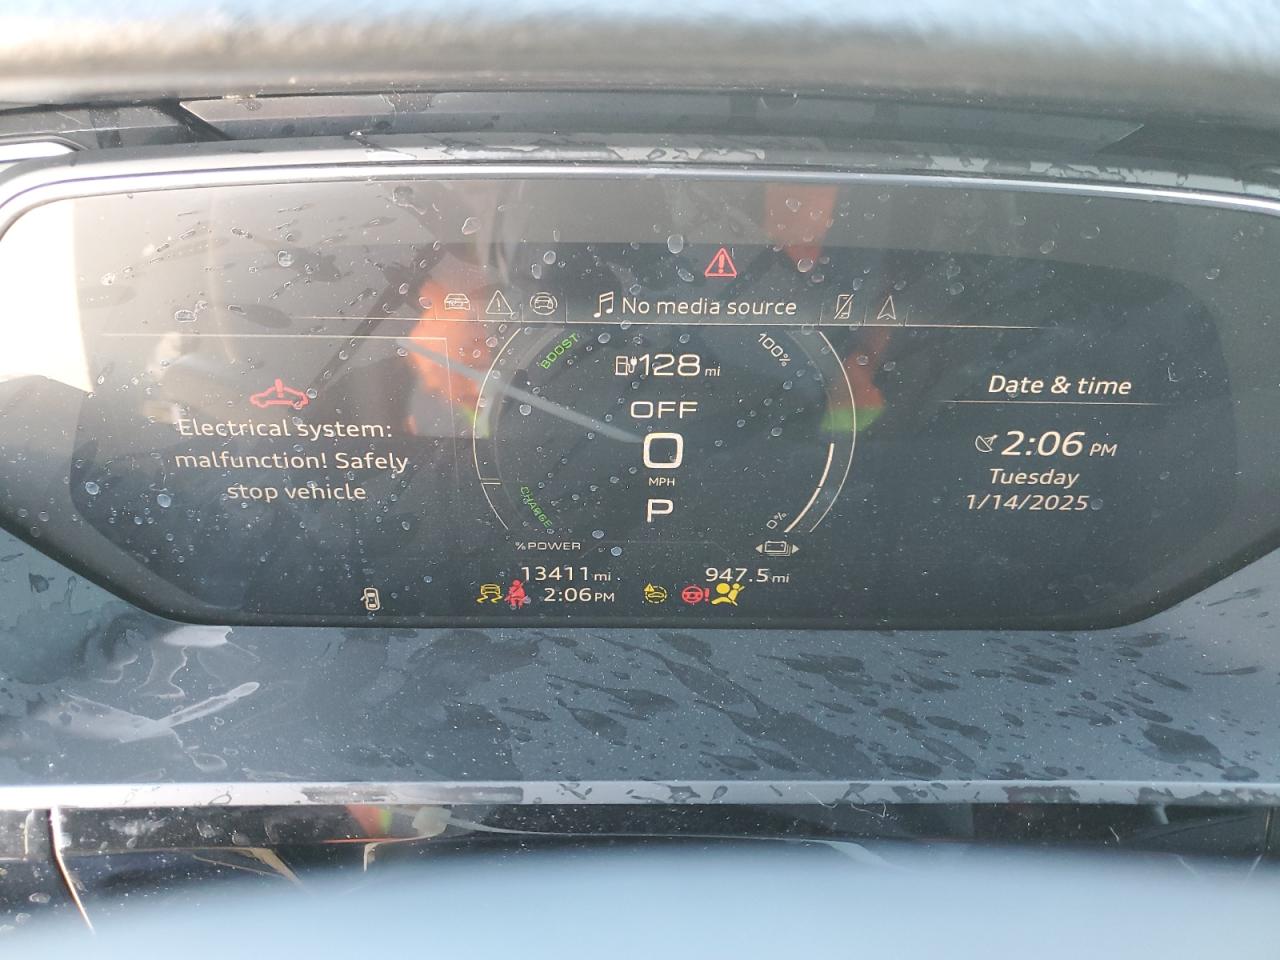 No media source
BOOST
100%
128 mi
OFF
0
MPH
P
CHARGE
0%
% POWER
Electrical system:
malfunction! Safely
stop vehicle
Date & time
2:06 PM
Tuesday
1/14/2025
13411 mi
947.5 mi
2:06 PM